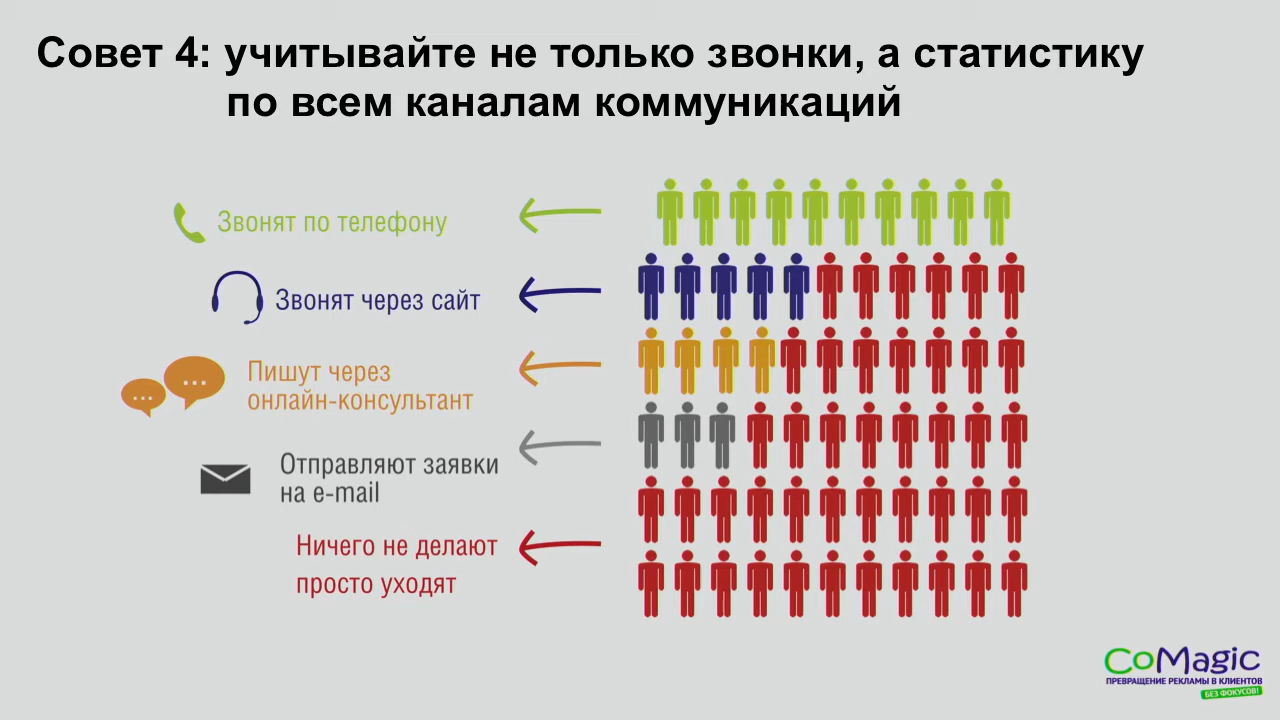 Совет 4: учитывайте не только звонки, а статистику
по всем каналам коммуникаций
Звонят по телефону
Звонят через сайт
Пишут через
онлайн-консультант
Отправляют заявки
на e-mail
Ничего не делают
просто уходят
CoMagic
ПРЕВРАЩЕНИЕ РЕКЛАМЫ В КЛИЕНТОВ
БЕЗ ФОКУСОВ!